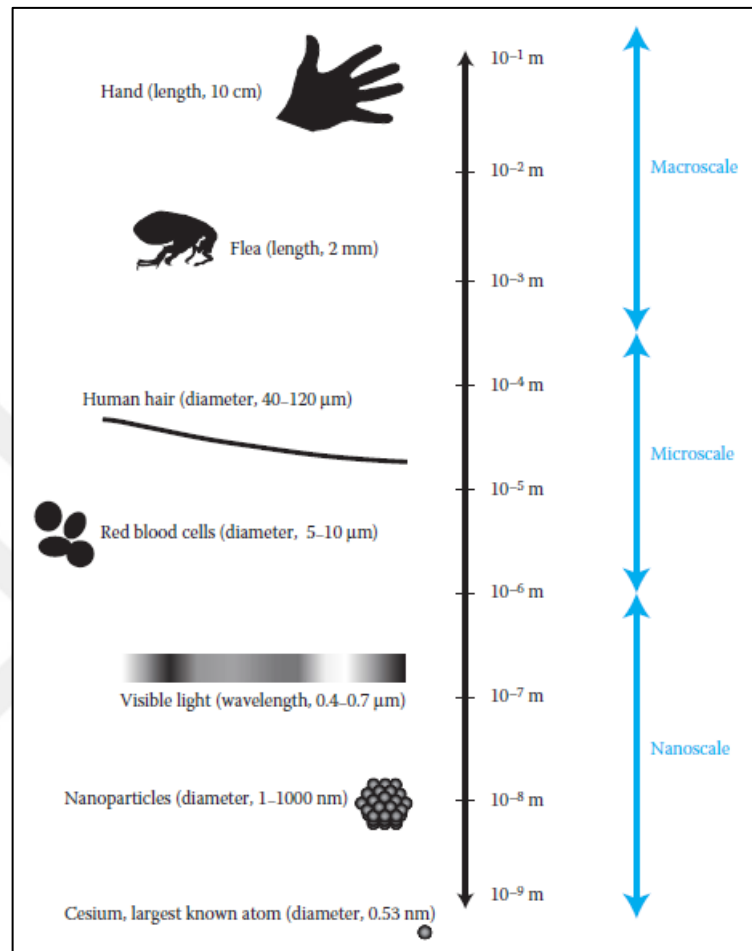 10⁻¹ m
Hand (length, 10 cm)
10⁻² m
Macroscale
Flea (length, 2 mm)
10⁻³ m
10⁻⁴ m
Human hair (diameter, 40–120 μm)
Microscale
10⁻⁵ m
Red blood cells (diameter, 5–10 μm)
10⁻⁶ m
10⁻⁷ m
Visible light (wavelength, 0.4–0.7 μm)
Nanoscale
Nanoparticles (diameter, 1–1000 nm)
10⁻⁸ m
10⁻⁹ m
Cesium, largest known atom (diameter, 0.53 nm)